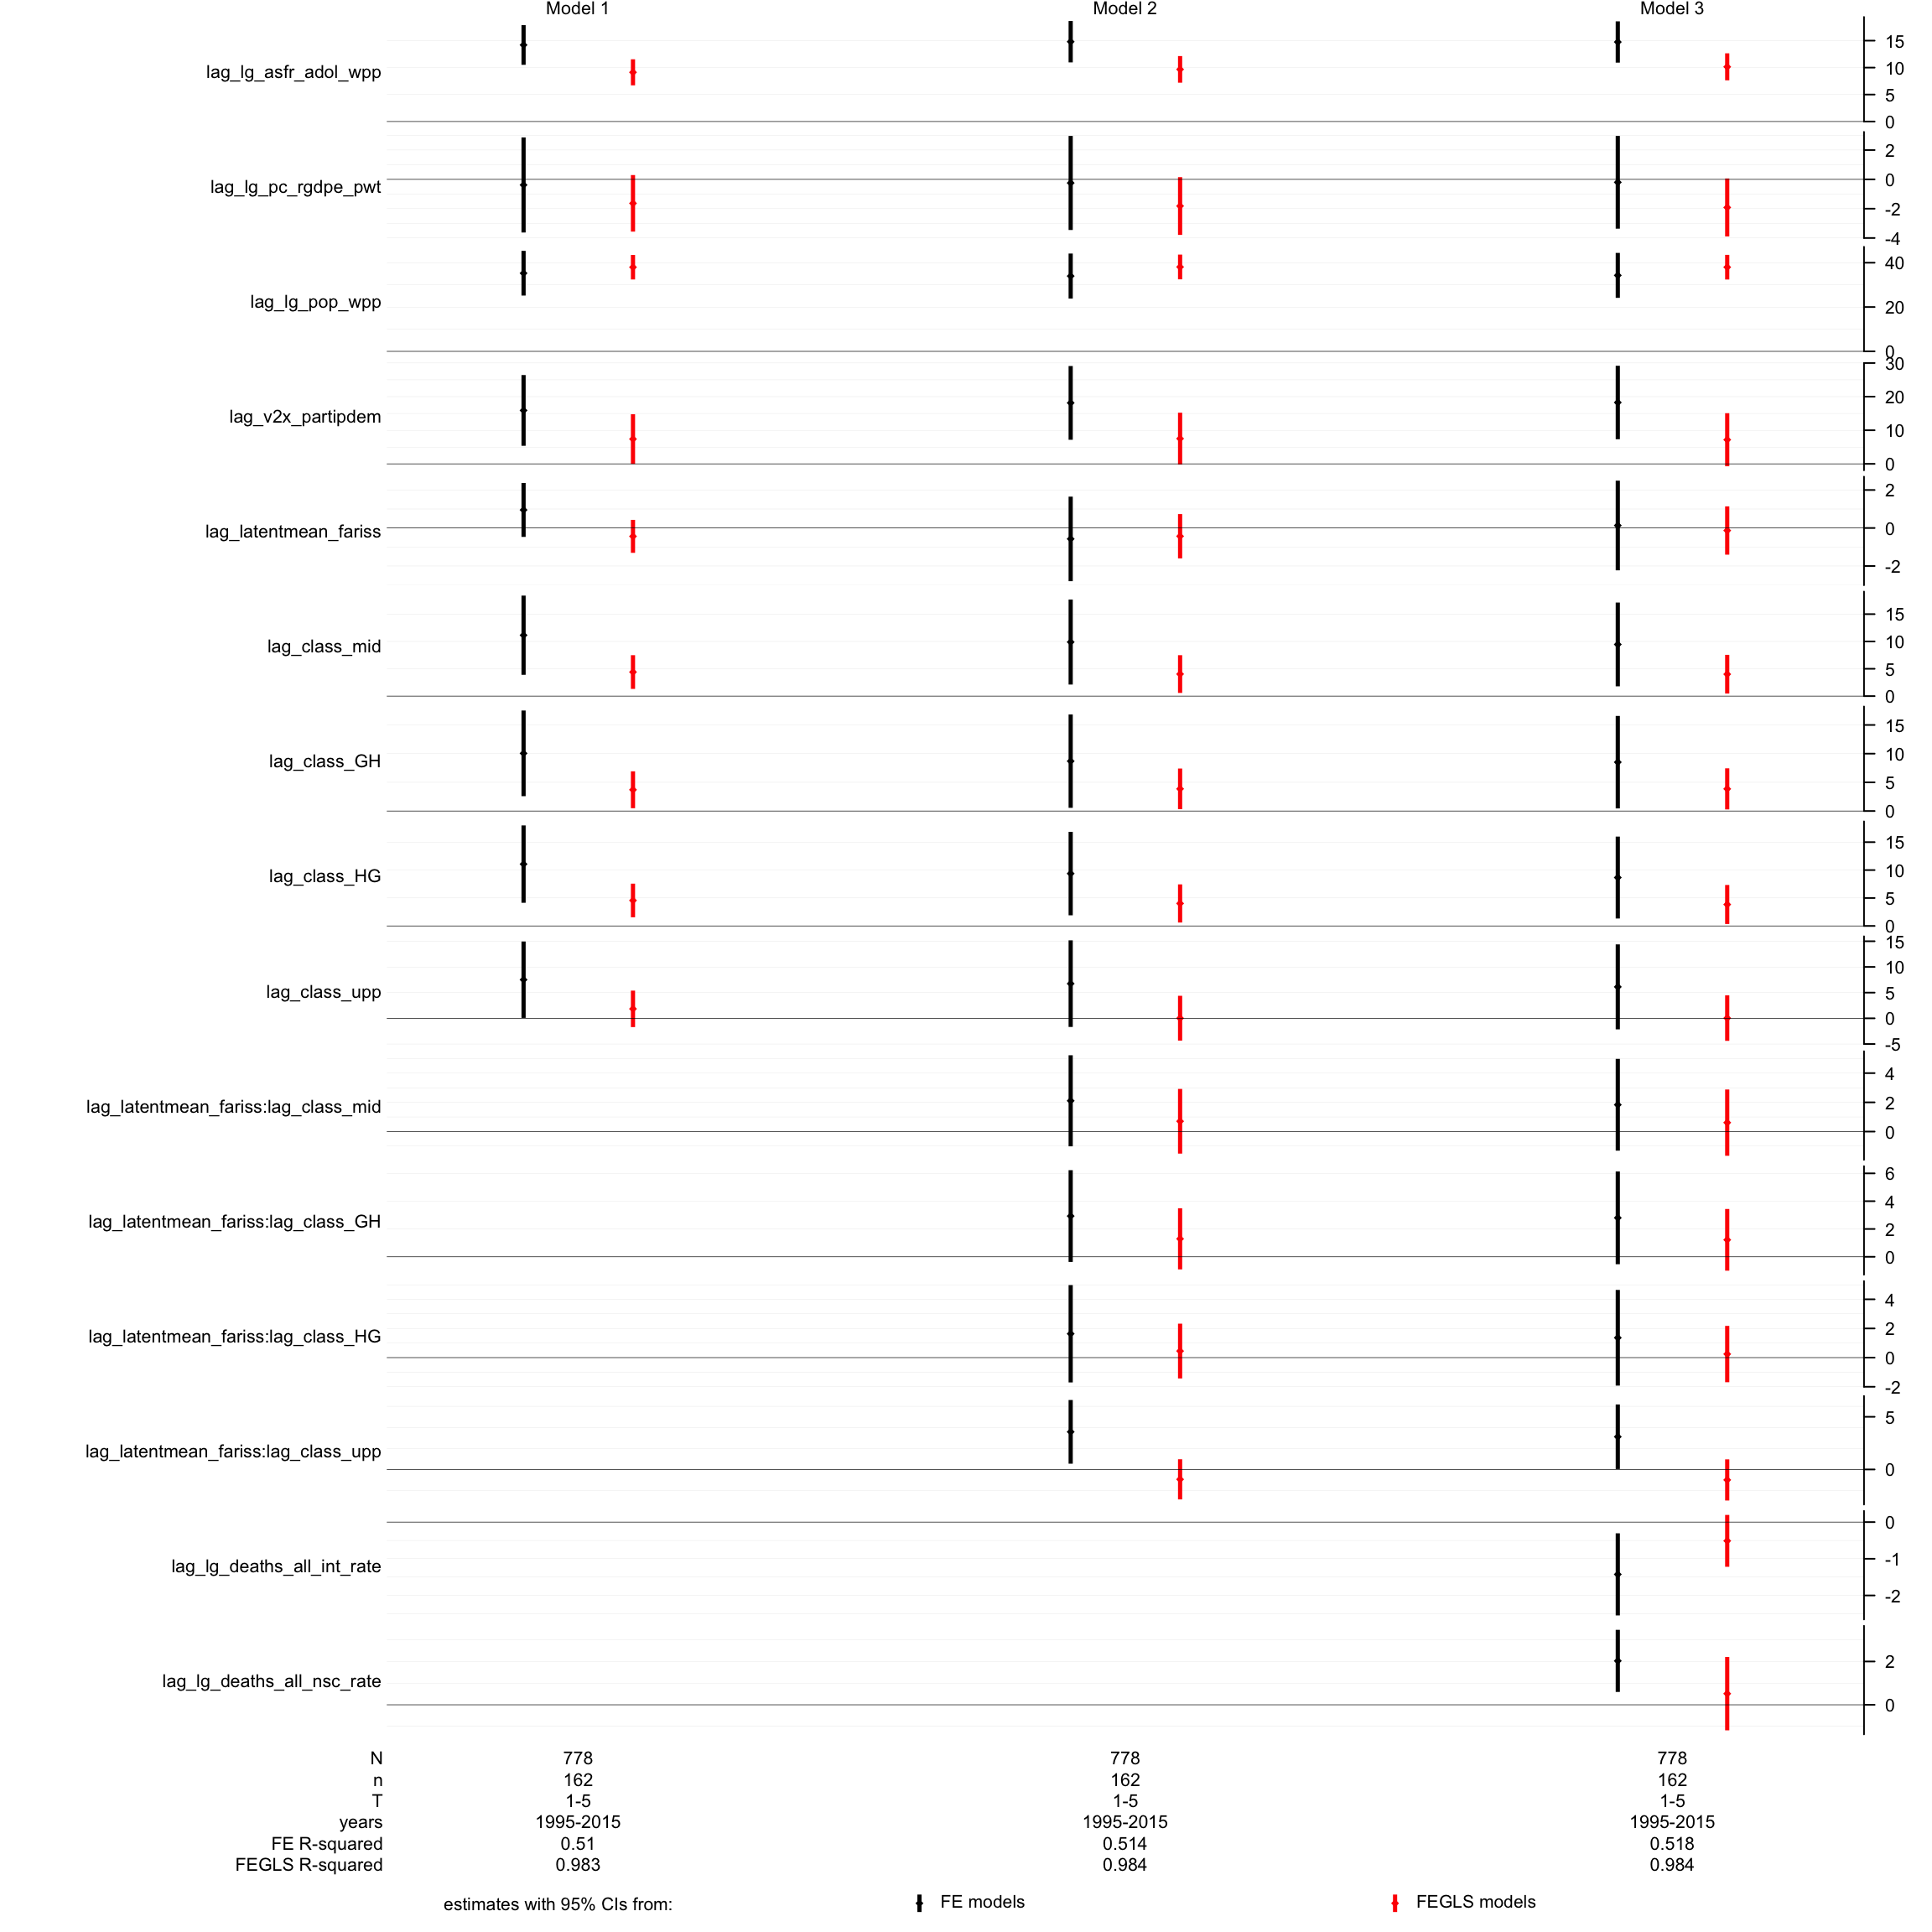 Model 1 Model 2 Model 3
lag_lg_asfr_adol_wpp
15
10
5
0
lag_lg_pc_rgdpe_pwt
2
0
-2
-4
lag_lg_pop_wpp
40
20
0
lag_v2x_partipdem
30
20
10
0
lag_latentmean_fariss
2
0
-2
lag_class_mid
15
10
5
0
lag_class_GH
15
10
5
0
lag_class_HG
15
10
5
0
lag_class_upp
15
10
5
0
-5
lag_latentmean_fariss:lag_class_mid
4
2
0
lag_latentmean_fariss:lag_class_GH
6
4
2
0
lag_latentmean_fariss:lag_class_HG
4
2
0
-2
lag_latentmean_fariss:lag_class_upp
5
0
lag_lg_deaths_all_int_rate
0
-1
-2
lag_lg_deaths_all_nsc_rate
2
0
N 778 778 778
n 162 162 162
T 1-5 1-5 1-5
years 1995-2015 1995-2015 1995-2015
FE R-squared 0.51 0.514 0.518
FEGLS R-squared 0.983 0.984 0.984
estimates with 95% CIs from: FE models FEGLS models